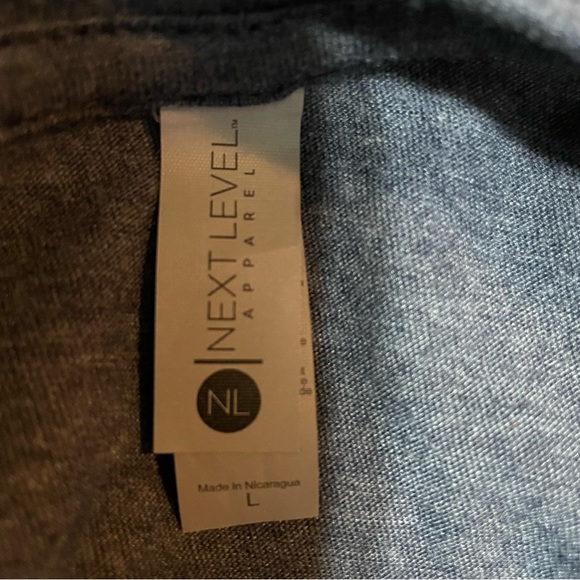 NEXT LEVEL™
APPAREL
NL
Made In Nicaragua
L